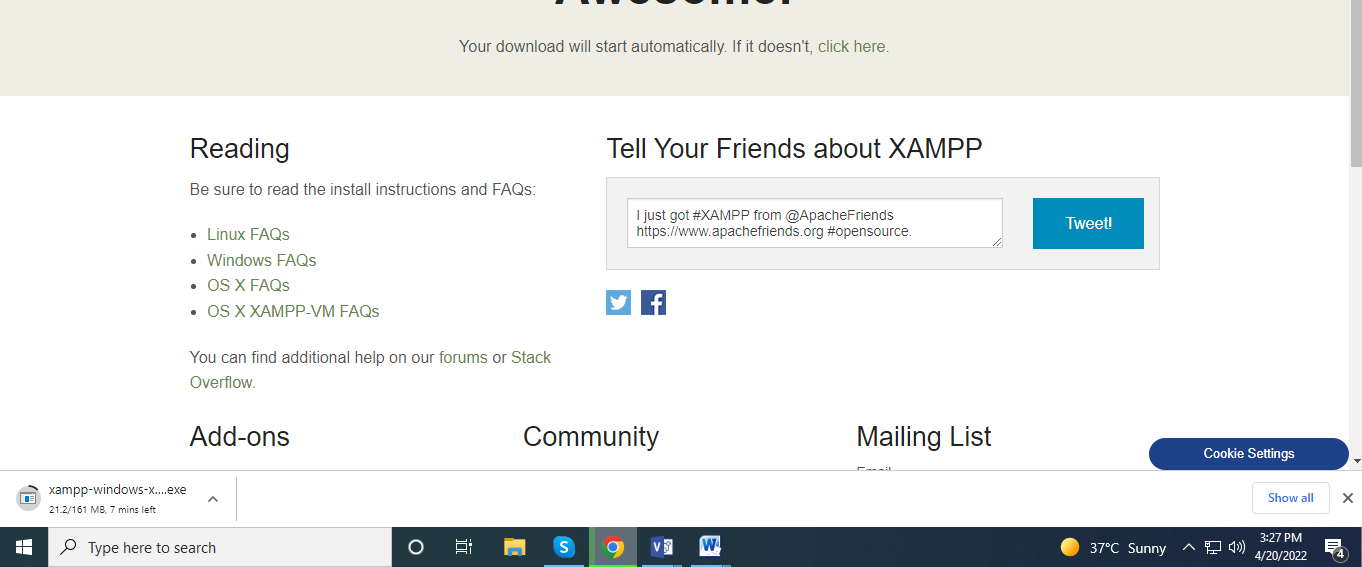 Awesome!
Your download will start automatically. If it doesn't, click here.
Reading
Be sure to read the install instructions and FAQs:
Linux FAQs
Windows FAQs
OS X FAQs
OS X XAMPP-VM FAQs
You can find additional help on our forums or Stack
Overflow.
Tell Your Friends about XAMPP
I just got #XAMPP from @ApacheFriends
https://www.apachefriends.org #opensource.
Tweet!
Add-ons
Community
Mailing List
Email
Cookie Settings
xampp-windows-x....exe
21.2/161 MB, 7 mins left
Show all
Type here to search
37°C Sunny
3:27 PM
4/20/2022
4